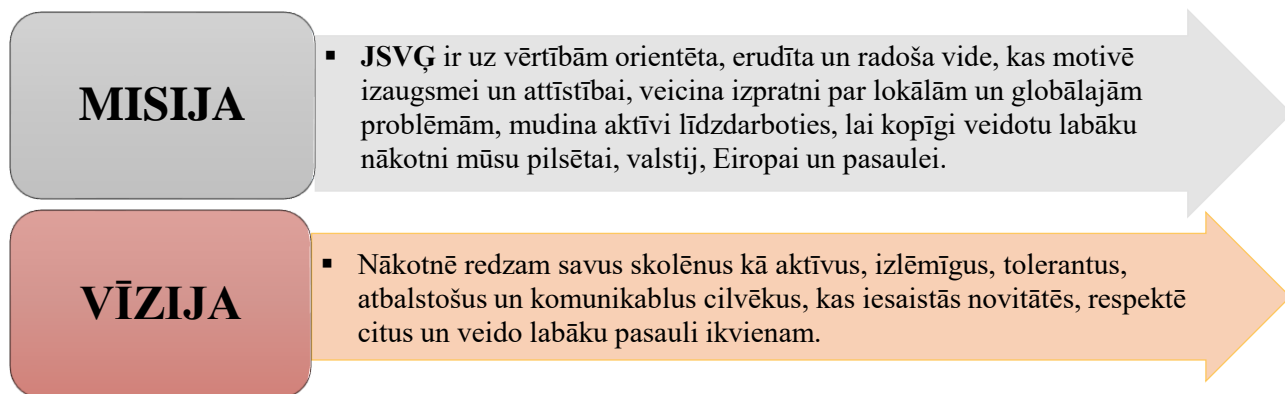 MISIJA
▪ JSVĢ ir uz vērtībām orientēta, erudīta un radoša vide, kas motivē
izaugsmei un attīstībai, veicina izpratni par lokālām un globālajām
problēmām, mudina aktīvi līdzdarboties, lai kopīgi veidotu labāku
nākotni mūsu pilsētai, valstij, Eiropai un pasaulei.
VĪZIJA
▪ Nākotnē redzam savus skolēnus kā aktīvus, izlēmīgus, tolerantus,
atbalstošus un komunikablus cilvēkus, kas iesaistās novitātēs, respektē
citus un veido labāku pasauli ikvienam.